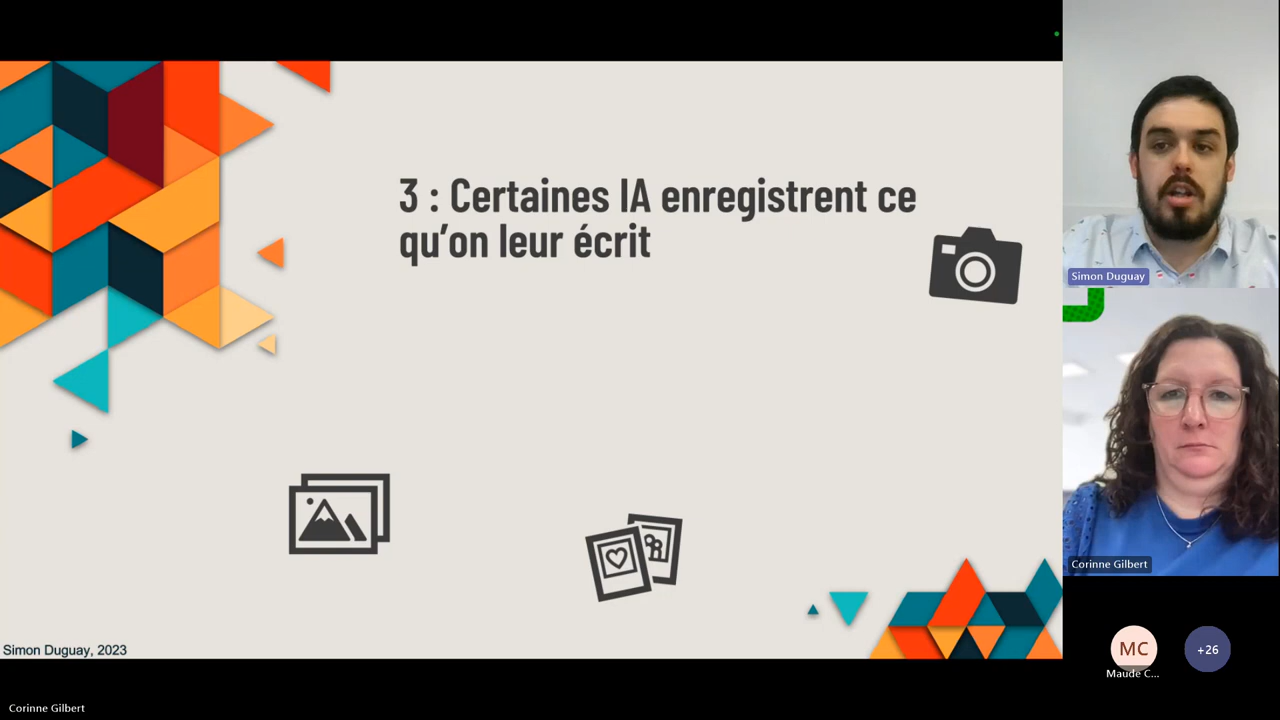 3 : Certaines IA enregistrent ce
qu’on leur écrit
Simon Duguay
Corinne Gilbert
MC
+26
Maude C...
Simon Duguay, 2023
Corinne Gilbert